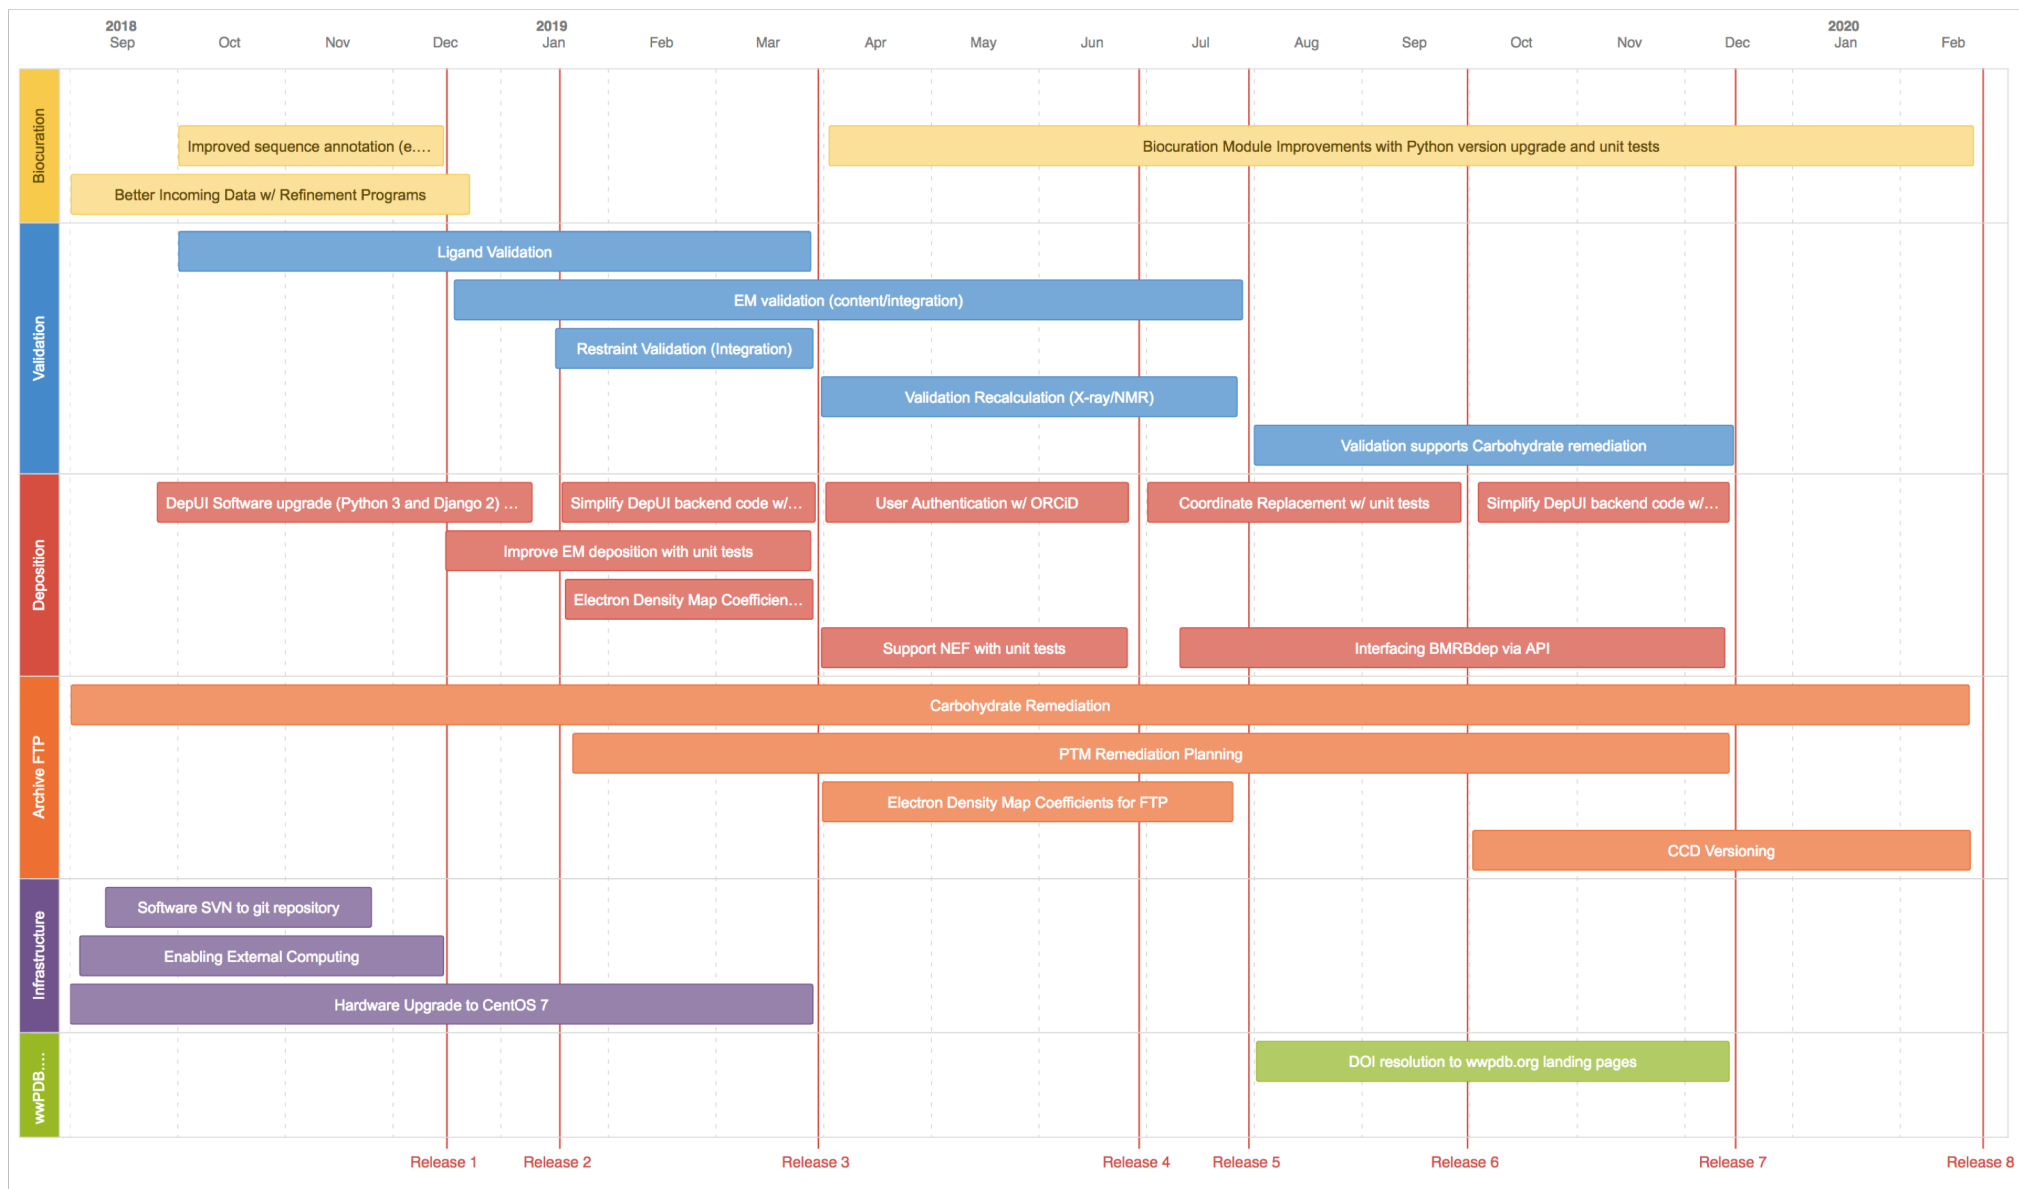 2018 2019 2020
Sep Oct Nov Dec Jan Feb Mar Apr May Jun Jul Aug Sep Oct Nov Dec Jan Feb
Biocuration
Improved sequence annotation (e.…
Biocuration Module Improvements with Python version upgrade and unit tests
Better Incoming Data w/ Refinement Programs
Validation
Ligand Validation
EM validation (content/integration)
Restraint Validation (Integration)
Validation Recalculation (X-ray/NMR)
Validation supports Carbohydrate remediation
Deposition
DepUI Software upgrade (Python 3 and Django 2) …
Simplify DepUI backend code w/…
User Authentication w/ ORCiD
Coordinate Replacement w/ unit tests
Simplify DepUI backend code w/…
Improve EM deposition with unit tests
Electron Density Map Coefficien…
Support NEF with unit tests
Interfacing BMRBdep via API
Archive FTP
Carbohydrate Remediation
PTM Remediation Planning
Electron Density Map Coefficients for FTP
CCD Versioning
Infrastructure
Software SVN to git repository
Enabling External Computing
Hardware Upgrade to CentOS 7
wwPDB.…
DOI resolution to wwpdb.org landing pages
Release 1 Release 2 Release 3 Release 4 Release 5 Release 6 Release 7 Release 8